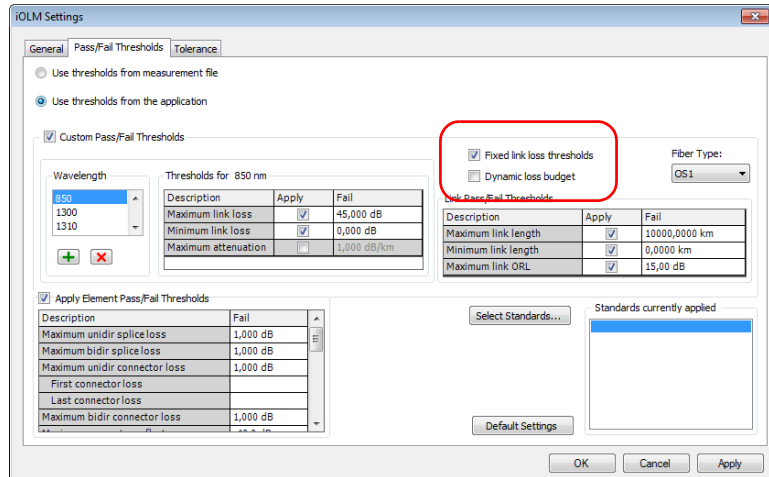 iOLM Settings
General Pass/Fail Thresholds Tolerance
Use thresholds from measurement file
Use thresholds from the application
Custom Pass/Fail Thresholds
Fixed link loss thresholds
Dynamic loss budget
Fiber Type:
OS1
Wavelength
850
1300
1310
Thresholds for 850 nm
Description Apply Fail
Maximum link loss 45,000 dB
Minimum link loss 0,000 dB
Maximum attenuation 1,000 dB/km
Link Pass/Fail Thresholds
Description Apply Fail
Maximum link length 10000,0000 km
Minimum link length 0,0000 km
Maximum link ORL 15,00 dB
Apply Element Pass/Fail Thresholds
Description Fail
Maximum unidir splice loss 1,000 dB
Maximum bidir splice loss 1,000 dB
Maximum unidir connector loss 1,000 dB
First connector loss
Last connector loss
Maximum bidir connector loss 1,000 dB
Select Standards...
Standards currently applied
Default Settings
OK Cancel Apply